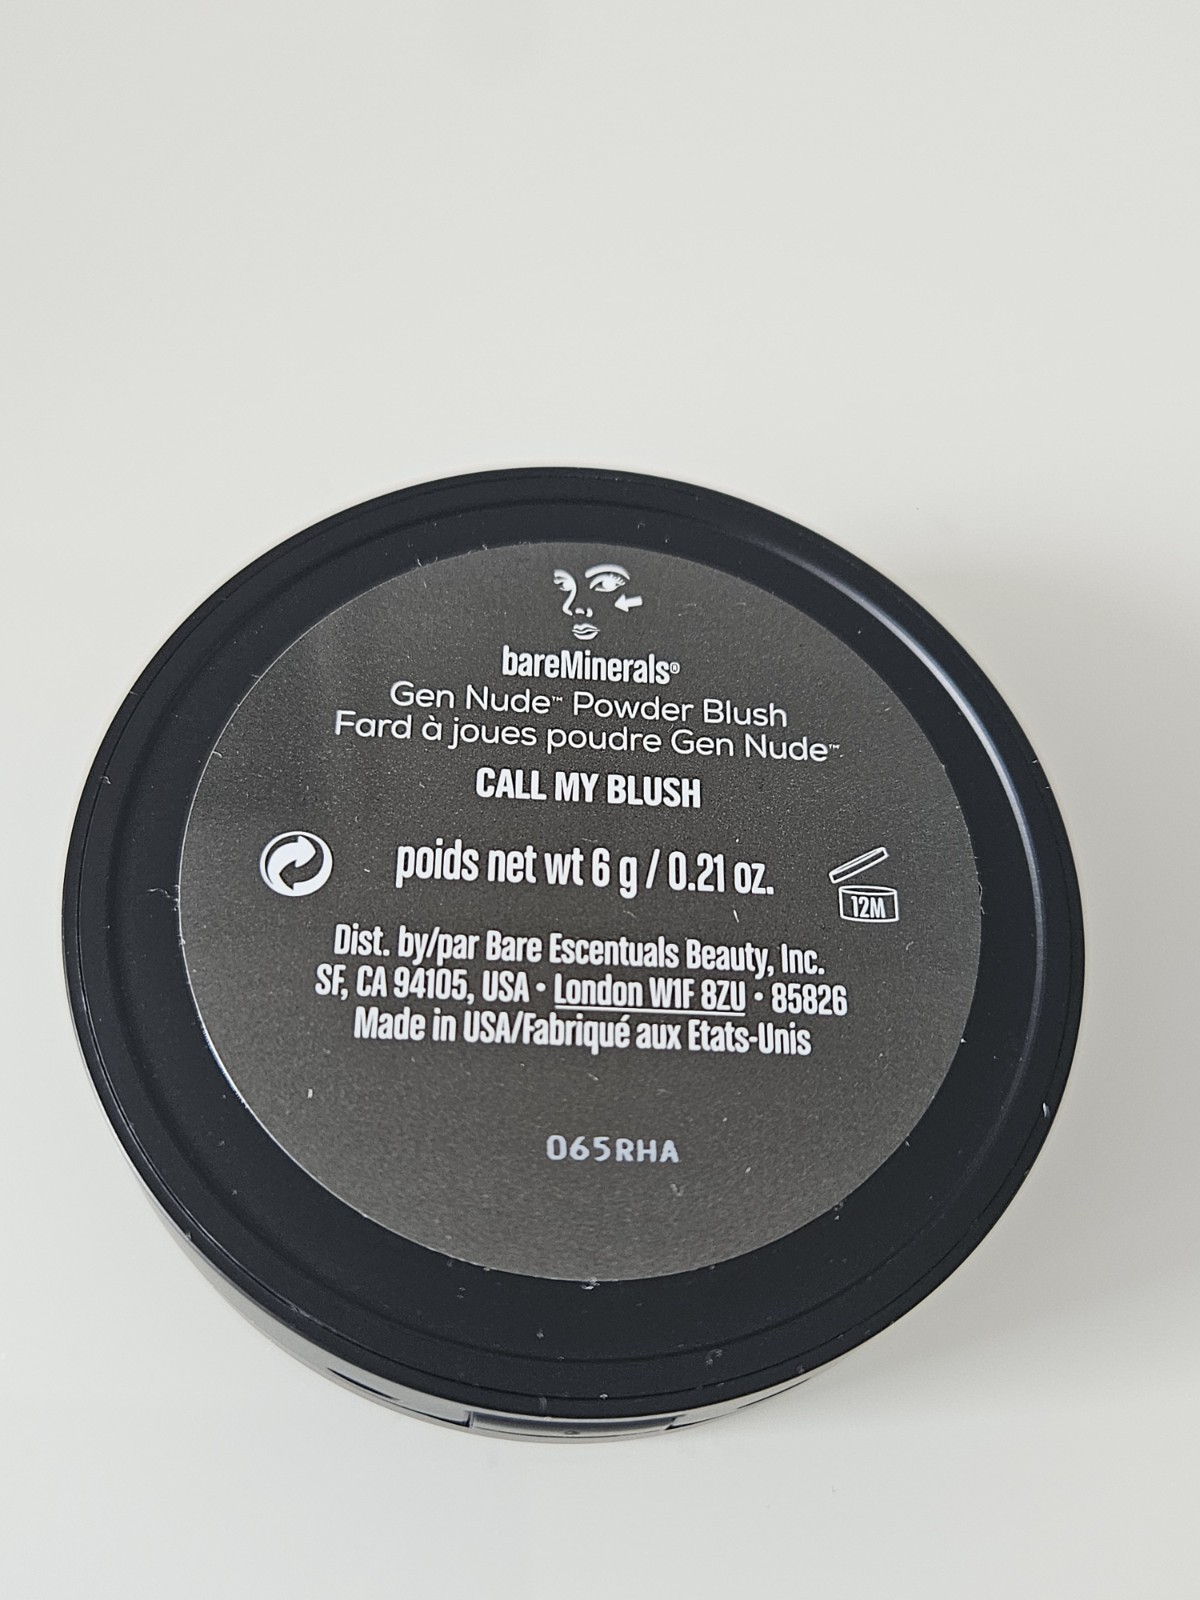 bareMinerals®
Gen Nude™ Powder Blush
Fard à joues poudre Gen Nude™
CALL MY BLUSH
poids net wt 6 g / 0.21 oz.
12M
Dist. by/par Bare Escentuals Beauty, Inc.
SF, CA 94105, USA • London W1F 8ZU • 85826
Made in USA/Fabriqué aux Etats-Unis
065RHA